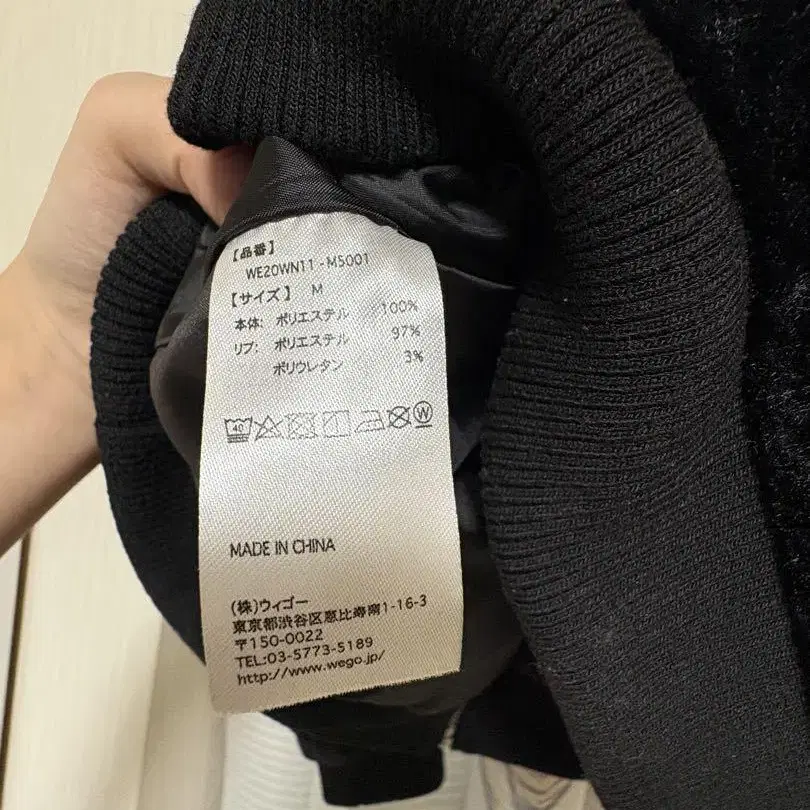 【品番】
WE20WN11-M5001
【サイズ】 M
本体: ポリエステル 100%
リブ: ポリエステル 97%
ポリウレタン 3%
40 W
MADE IN CHINA
(株)ウィゴー
東京都渋谷区恵比寿南1-16-3
〒150-0022
TEL:03-5773-5189
http://www.wego.jp/